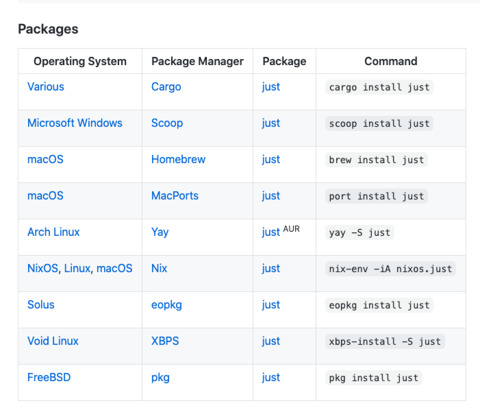 Packages
Operating System Package Manager Package Command
Various Cargo just cargo install just
Microsoft Windows Scoop just scoop install just
macOS Homebrew just brew install just
macOS MacPorts just port install just
Arch Linux Yay just AUR yay -S just
NixOS, Linux, macOS Nix just nix-env -iA nixos.just
Solus eopkg just eopkg install just
Void Linux XBPS just xbps-install -S just
FreeBSD pkg just pkg install just